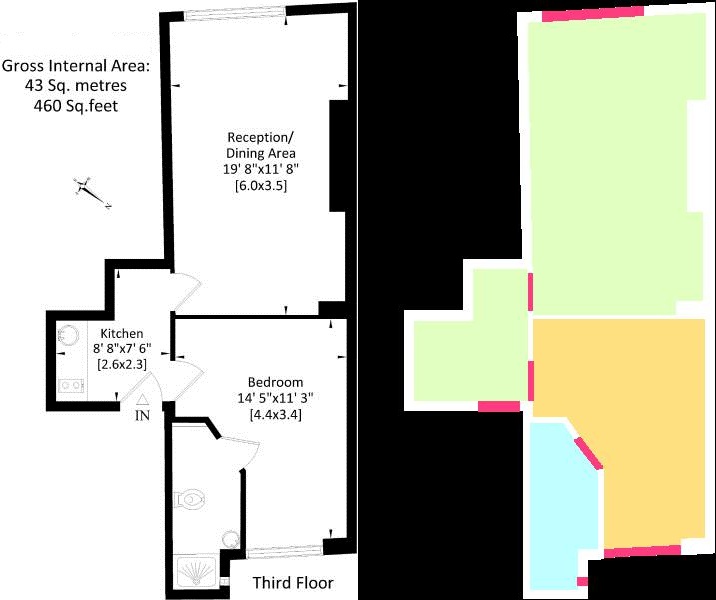 Gross Internal Area:
43 Sq. metres
460 Sq.feet
Reception/
Dining Area
19' 8"x11' 8"
[6.0x3.5]
N
Kitchen
8' 8"x7' 6"
[2.6x2.3]
Bedroom
14' 5"x11' 3"
[4.4x3.4]
IN
Third Floor